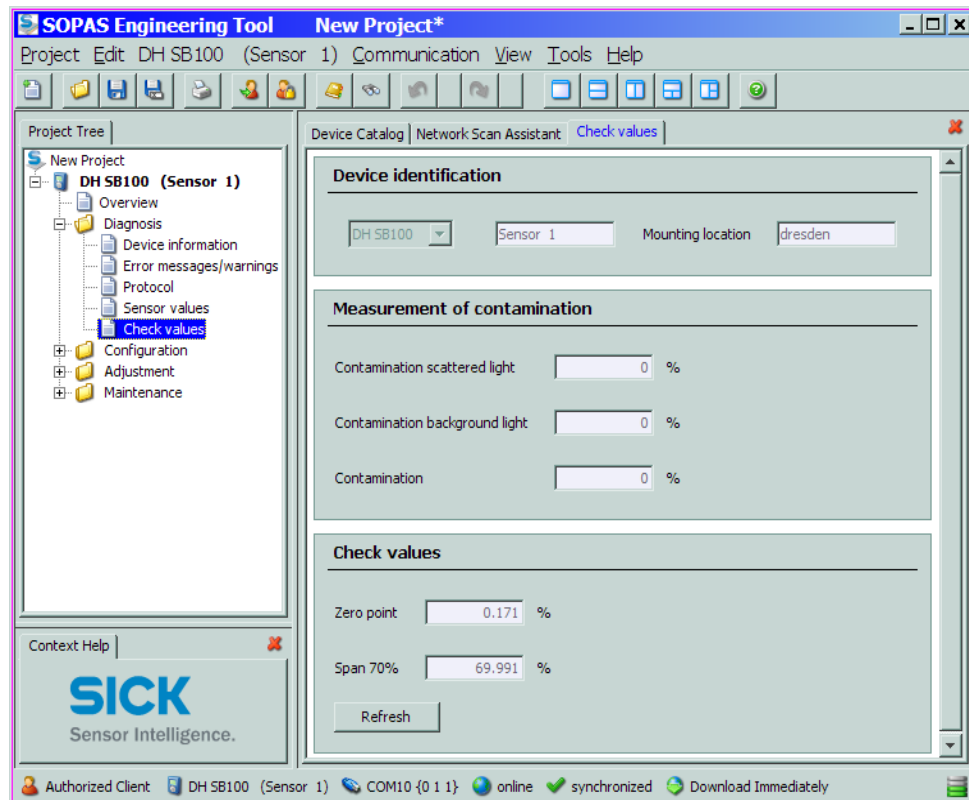 SOPAS Engineering Tool New Project*
Project Edit DH SB100 (Sensor 1) Communication View Tools Help
Project Tree
New Project
DH SB100 (Sensor 1)
Overview
Diagnosis
Device information
Error messages/warnings
Protocol
Sensor values
Check values
Configuration
Adjustment
Maintenance
Context Help
SICK
Sensor Intelligence.
Device Catalog Network Scan Assistant Check values
Device identification
DH SB100 Sensor 1 Mounting location dresden
Measurement of contamination
Contamination scattered light 0 %
Contamination background light 0 %
Contamination 0 %
Check values
Zero point 0.171 %
Span 70% 69.991 %
Refresh
Authorized Client DH SB100 (Sensor 1) COM10 {0 1 1} online synchronized Download Immediately